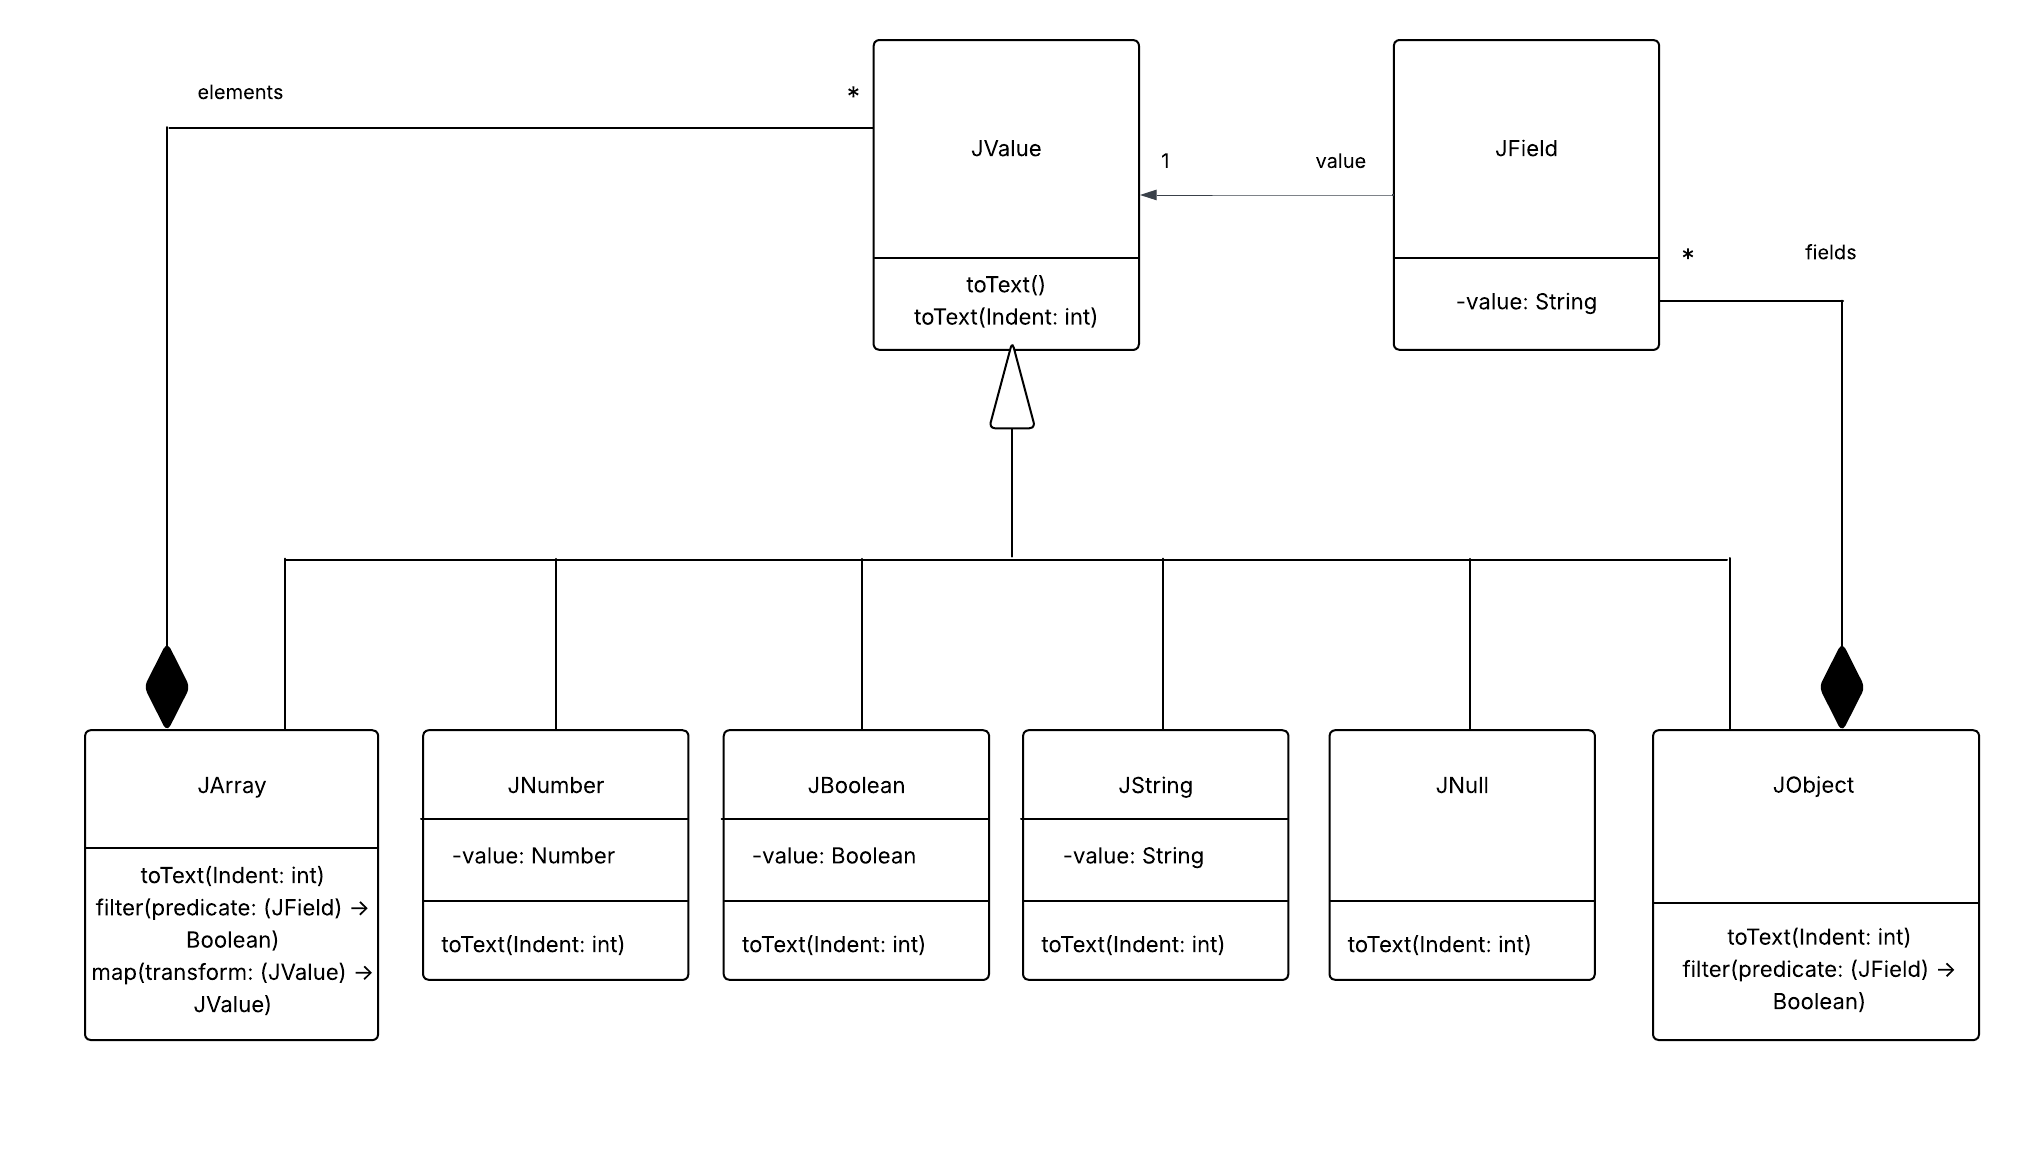 elements
*
JValue
toText()
toText(Indent: int)
1
value
JField
-value: String
*
fields
JArray
toText(Indent: int)
filter(predicate: (JField) →
Boolean)
map(transform: (JValue) →
JValue)
JNumber
-value: Number
toText(Indent: int)
JBoolean
-value: Boolean
toText(Indent: int)
JString
-value: String
toText(Indent: int)
JNull
toText(Indent: int)
JObject
toText(Indent: int)
filter(predicate: (JField) →
Boolean)